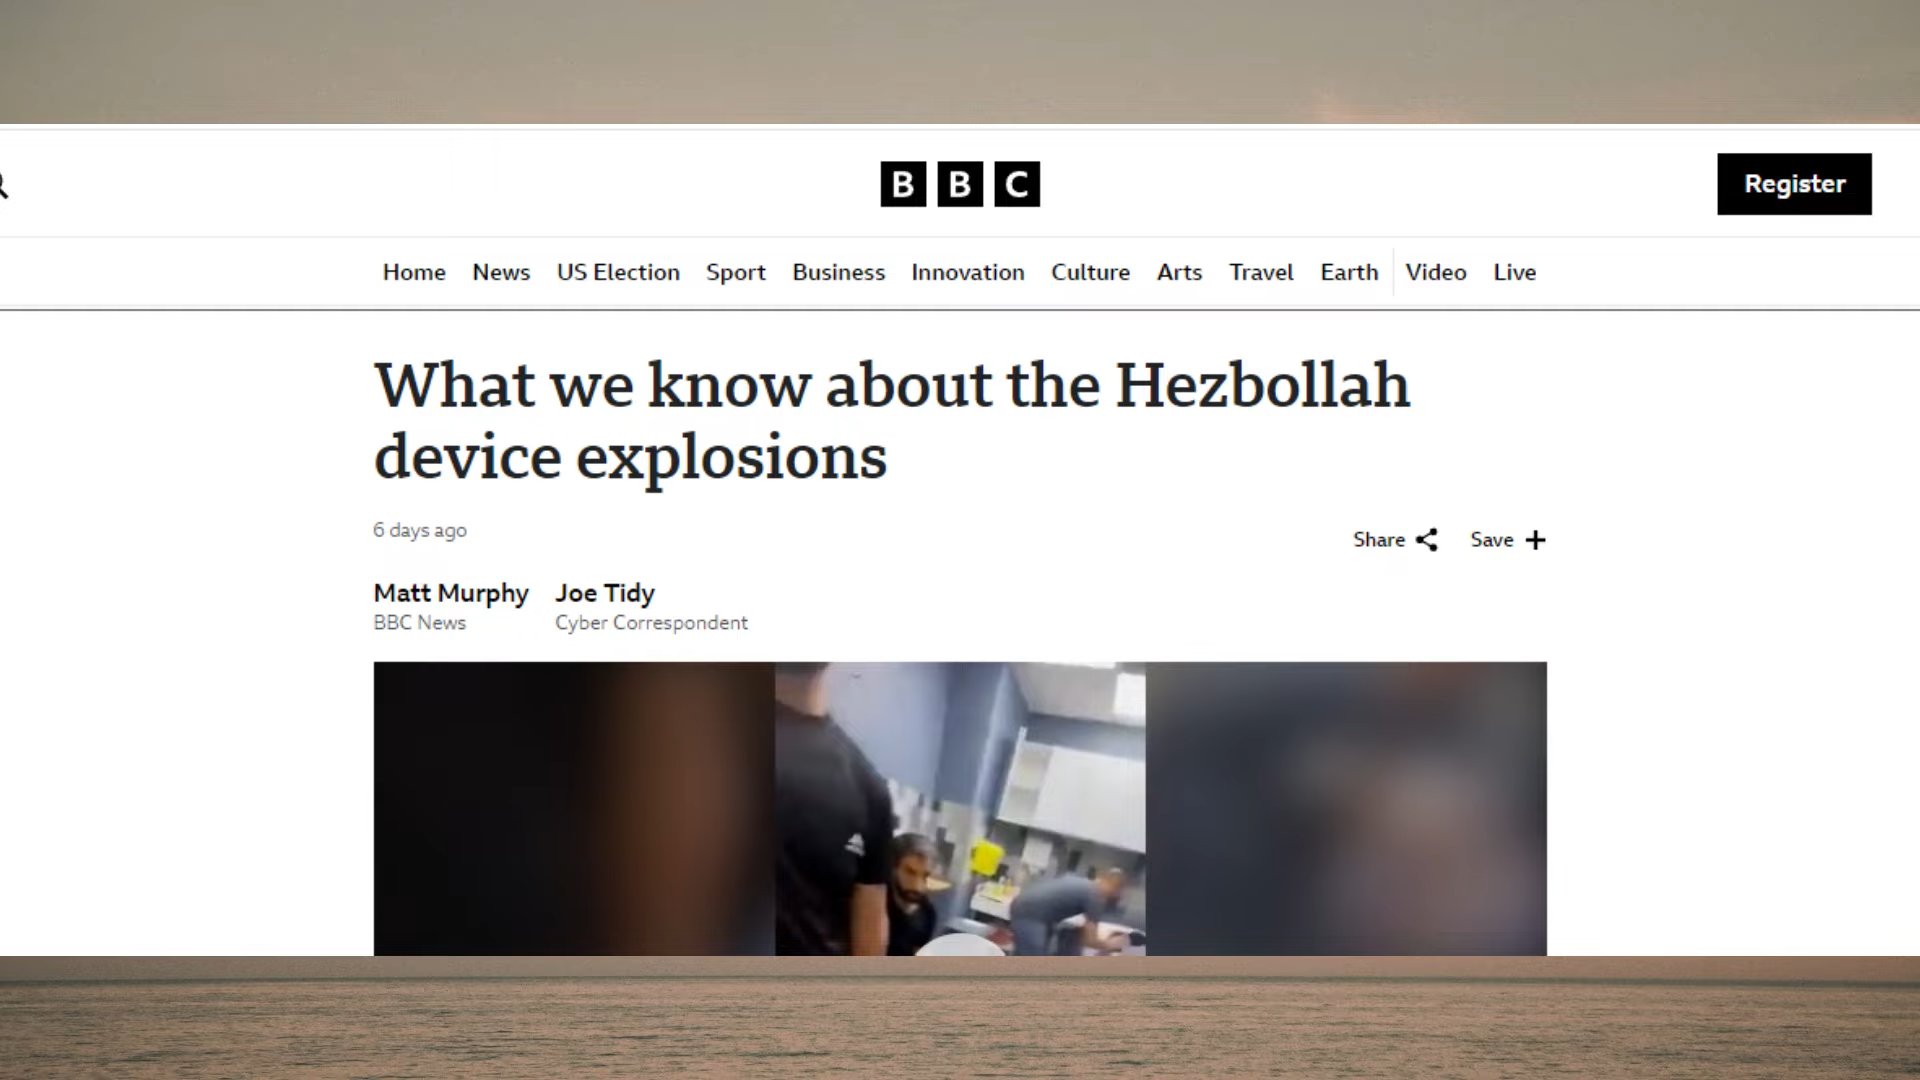 BBC
Register
Home News US Election Sport Business Innovation Culture Arts Travel Earth Video Live
What we know about the Hezbollah
device explosions
6 days ago
Share Save
Matt Murphy Joe Tidy
BBC News Cyber Correspondent